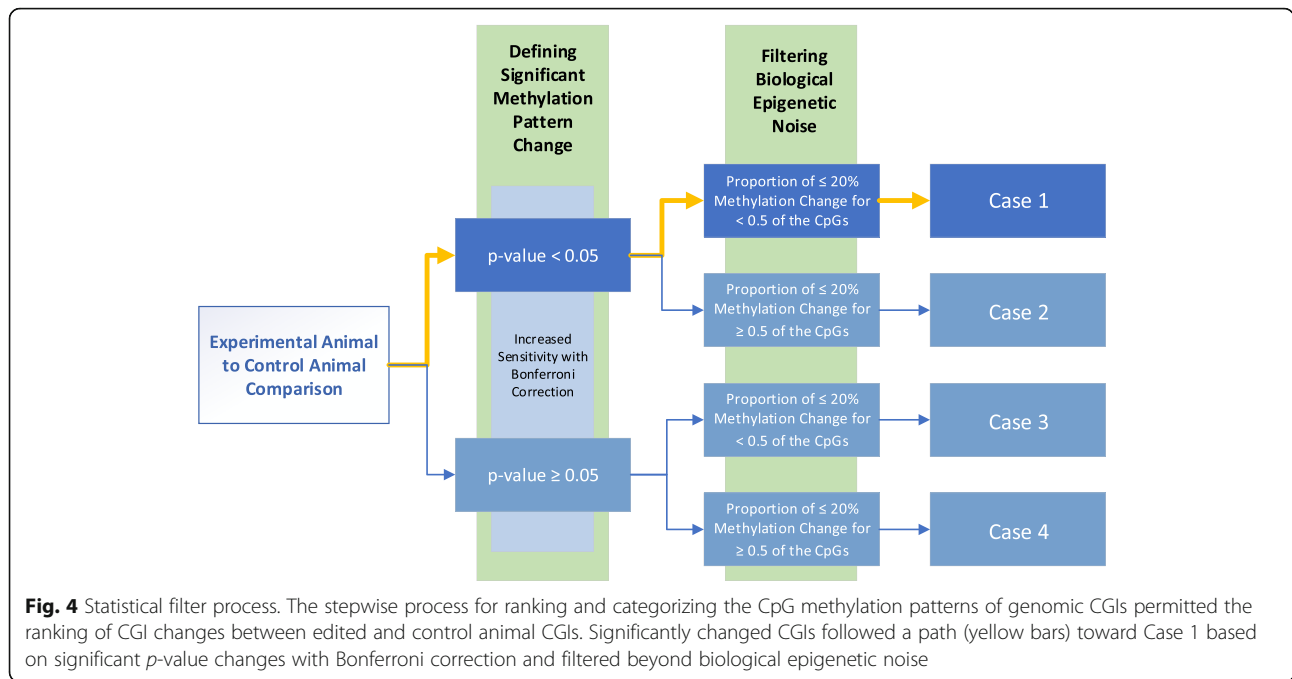 Defining
Significant
Methylation
Pattern
Change
Filtering
Biological
Epigenetic
Noise
Experimental Animal
to Control Animal
Comparison
p-value < 0.05
Increased
Sensitivity with
Bonferroni
Correction
p-value ≥ 0.05
Proportion of ≤ 20%
Methylation Change for
< 0.5 of the CpGs
Case 1
Proportion of ≤ 20%
Methylation Change for
≥ 0.5 of the CpGs
Case 2
Proportion of ≤ 20%
Methylation Change for
< 0.5 of the CpGs
Case 3
Proportion of ≤ 20%
Methylation Change for
≥ 0.5 of the CpGs
Case 4
Fig. 4 Statistical filter process. The stepwise process for ranking and categorizing the CpG methylation patterns of genomic CGIs permitted the
ranking of CGI changes between edited and control animal CGIs. Significantly changed CGIs followed a path (yellow bars) toward Case 1 based
on significant p-value changes with Bonferroni correction and filtered beyond biological epigenetic noise